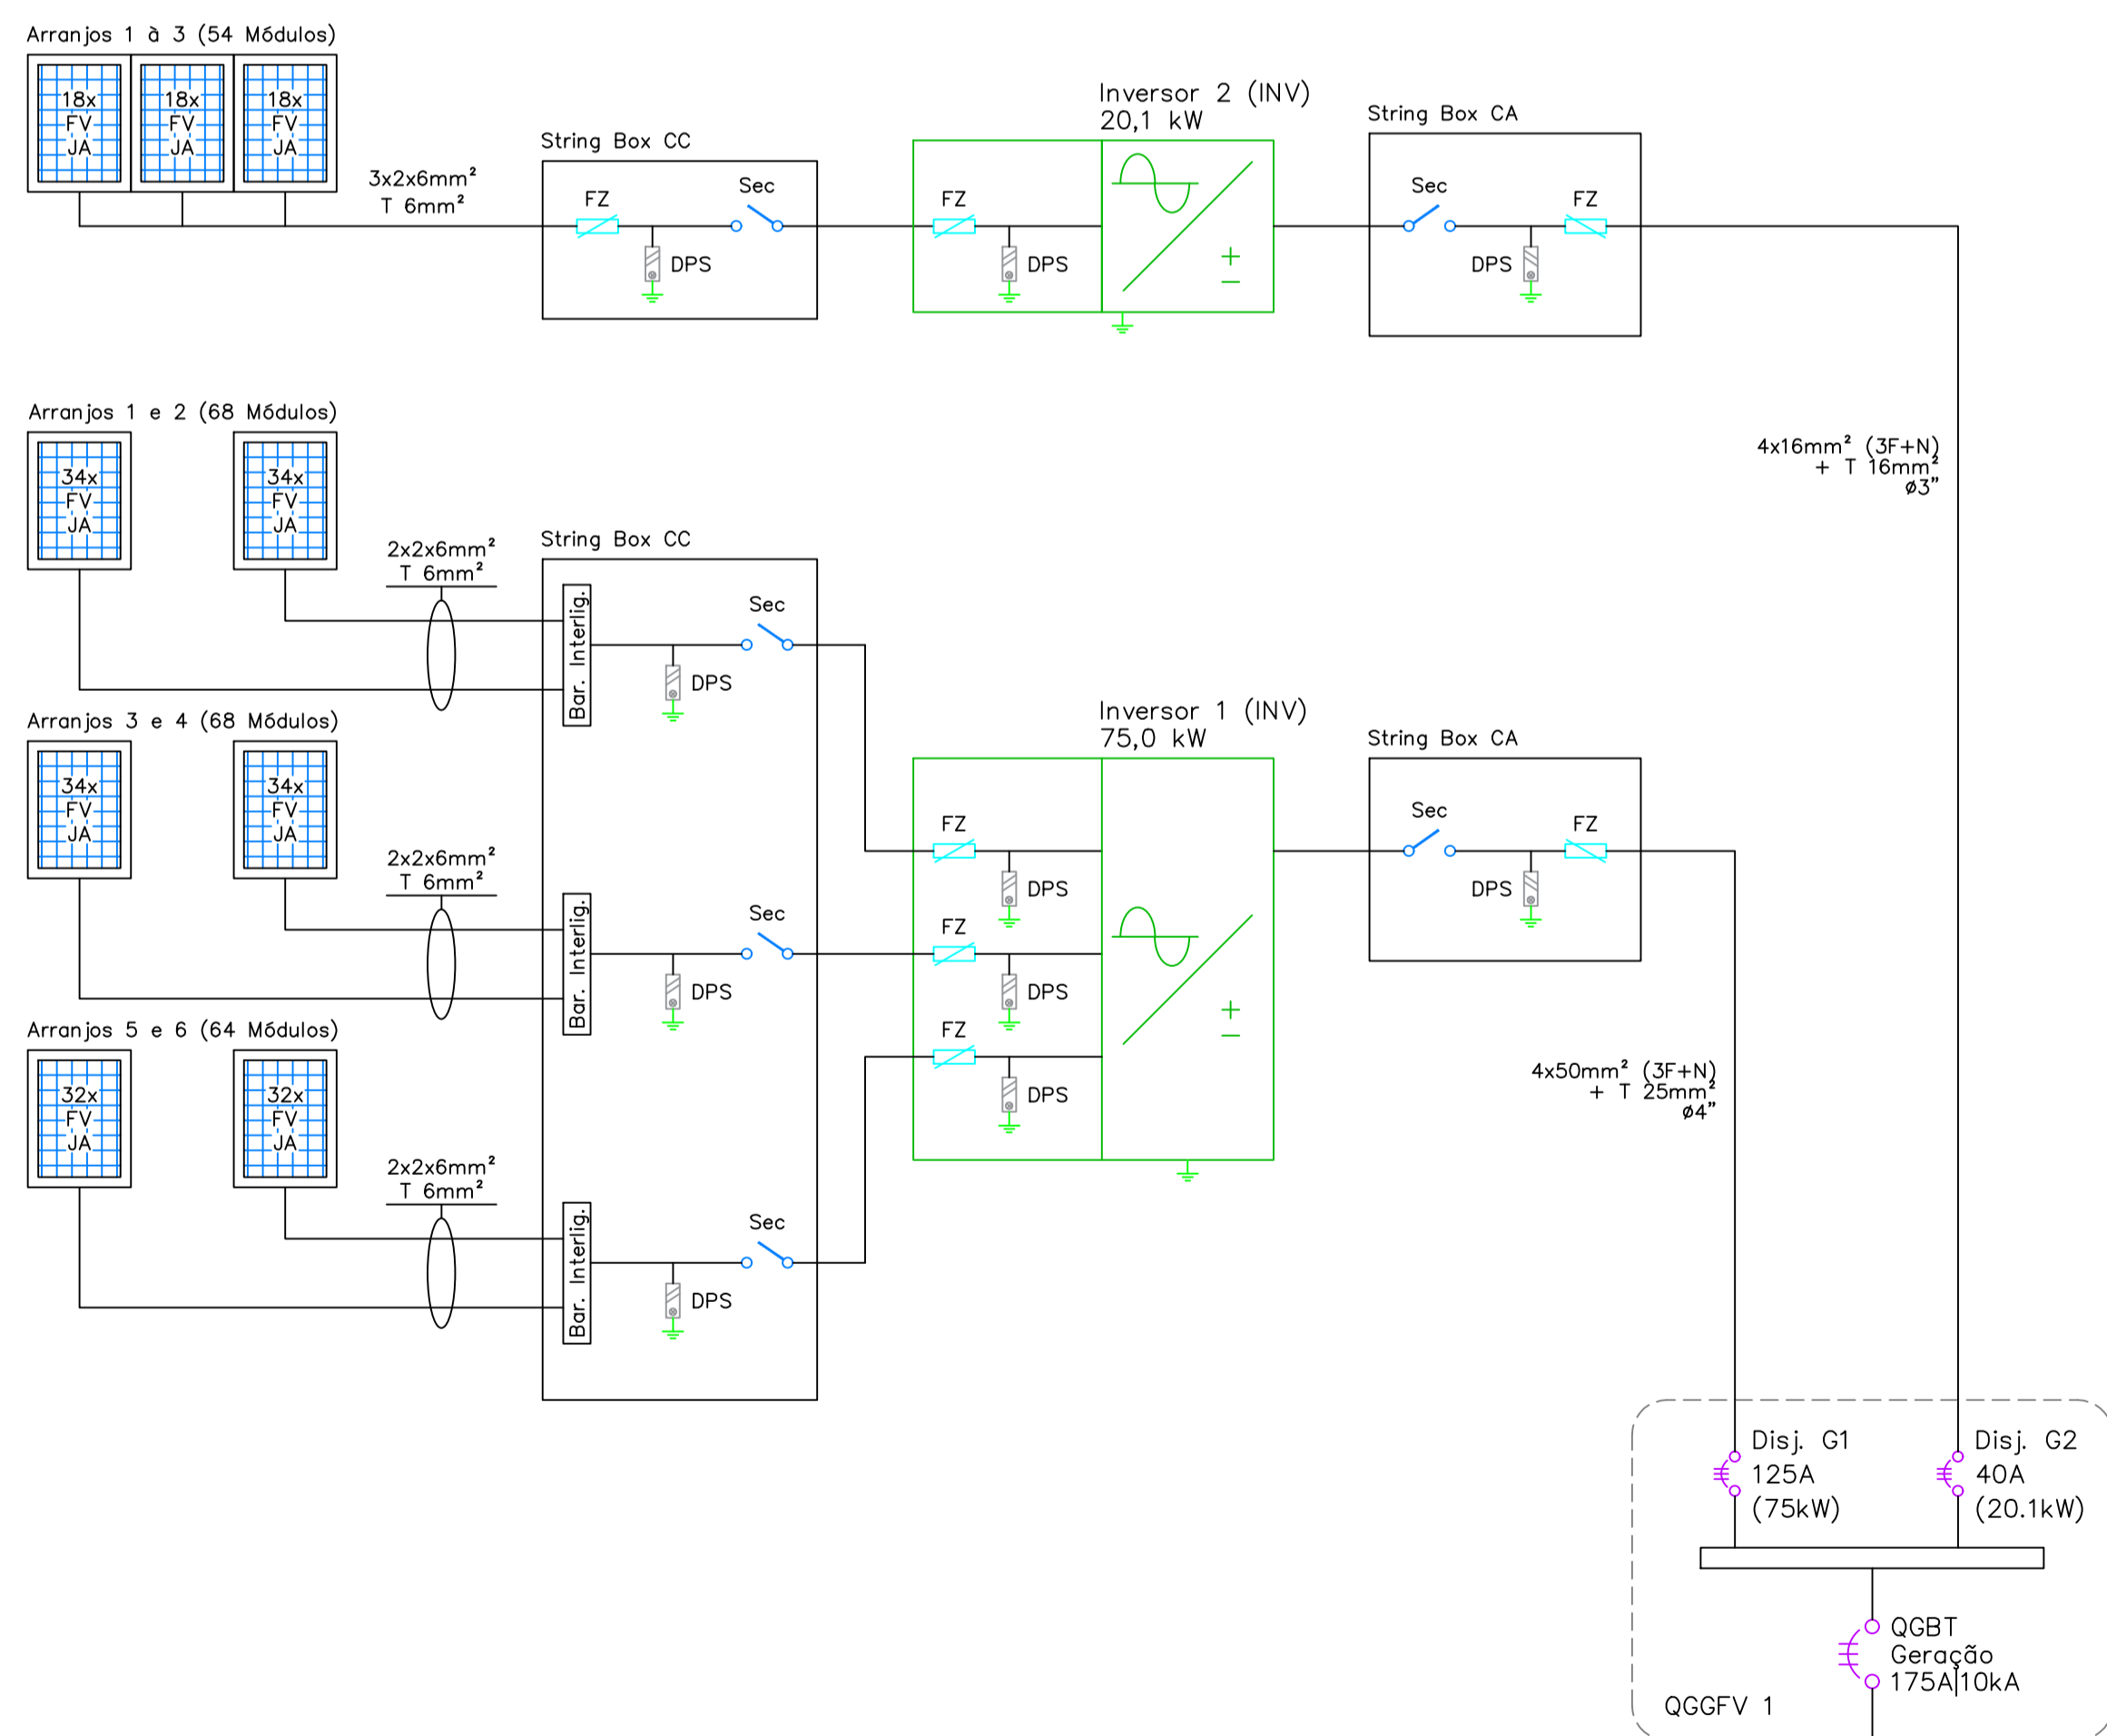 Arranjos 1 à 3 (54 Módulos)
18x
FV
JA
18x
FV
JA
18x
FV
JA
3x2x6mm²
T 6mm²
String Box CC
FZ
Sec
DPS
Inversor 2 (INV)
20,1 kW
FZ
DPS
+
−
String Box CA
Sec
FZ
DPS
4x16mm² (3F+N)
+ T 16mm²
ø3"
Arranjos 1 e 2 (68 Módulos)
34x
FV
JA
34x
FV
JA
2x2x6mm²
T 6mm²
String Box CC
Bar. Interlig.
Sec
DPS
Arranjos 3 e 4 (68 Módulos)
34x
FV
JA
34x
FV
JA
2x2x6mm²
T 6mm²
Bar. Interlig.
Sec
DPS
Arranjos 5 e 6 (64 Módulos)
32x
FV
JA
32x
FV
JA
2x2x6mm²
T 6mm²
Bar. Interlig.
Sec
DPS
Inversor 1 (INV)
75,0 kW
FZ
DPS
FZ
DPS
FZ
DPS
+
−
String Box CA
Sec
FZ
DPS
4x50mm² (3F+N)
+ T 25mm²
ø4"
Disj. G1
125A
(75kW)
Disj. G2
40A
(20.1kW)
QGBT
Geração
175A|10kA
QGGFV 1